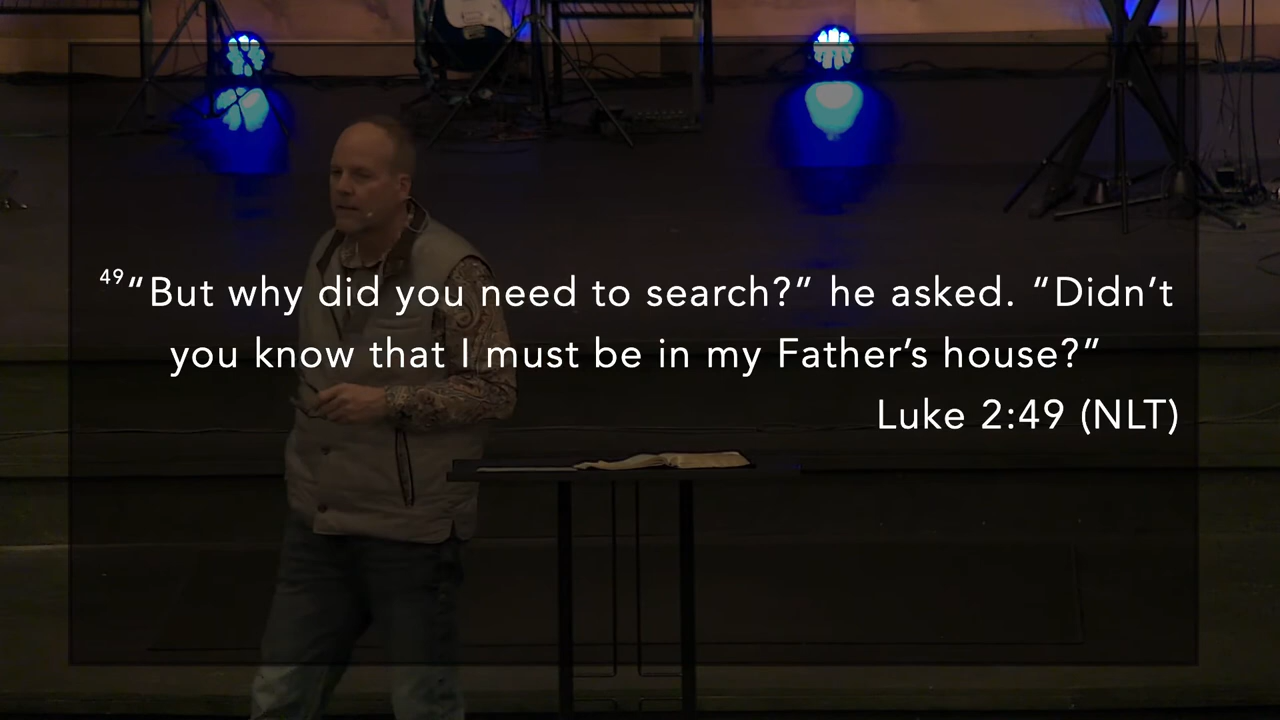 49“But why did you need to search?” he asked. “Didn’t
you know that I must be in my Father’s house?”
Luke 2:49 (NLT)